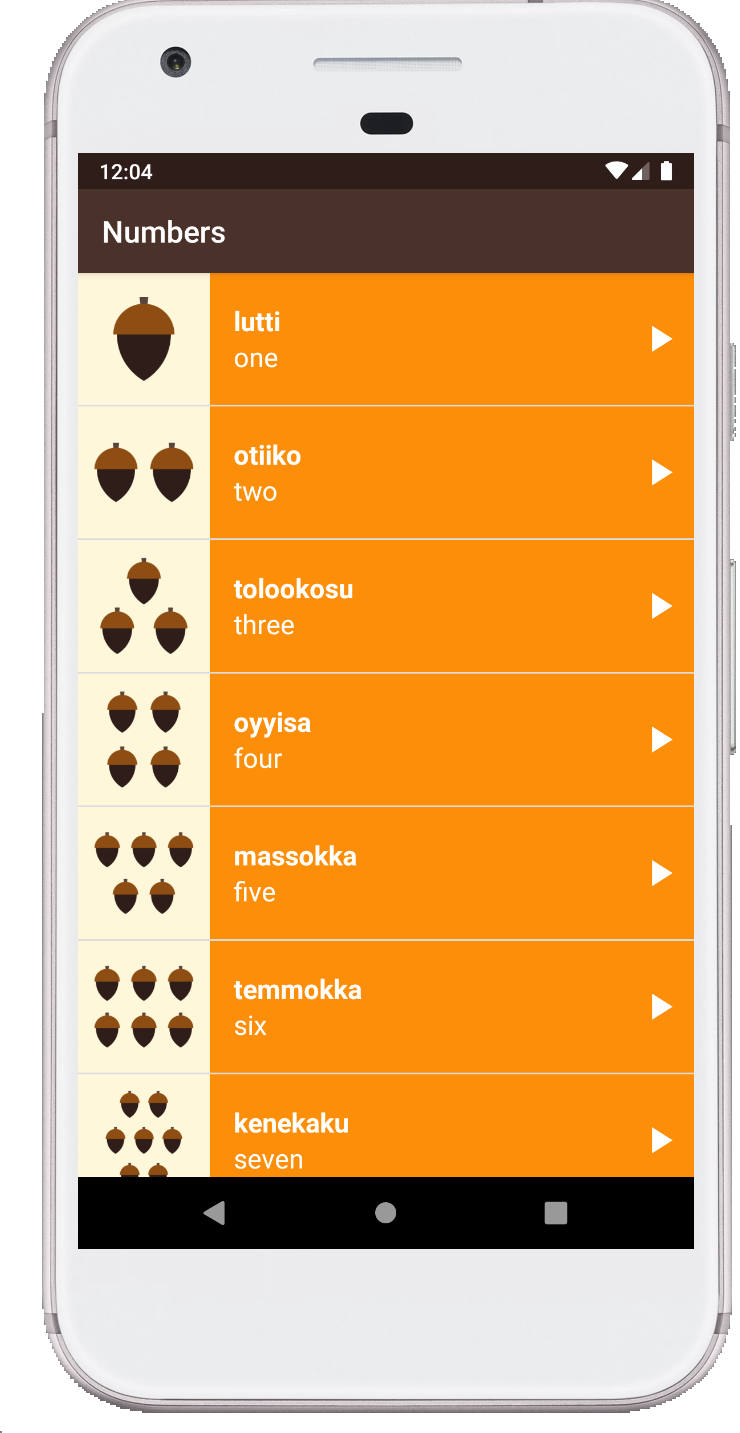 12:04
Numbers
lutti
one
otiiko
two
tolookosu
three
oyyisa
four
massokka
five
temmokka
six
kenekaku
seven